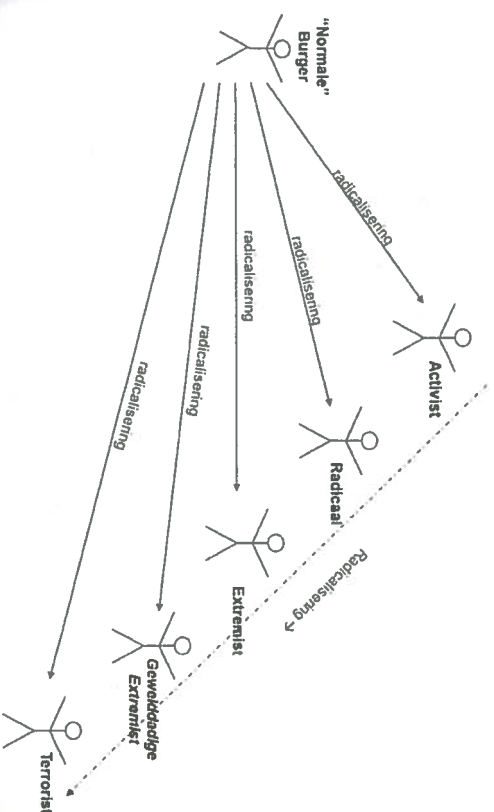 "Normale"
Burger
radicalisering
radicalisering
radicalisering
radicalisering
radicalisering
Activist
Radicaal
Extremist
Gewelddadige
Extremist
Terrorist
Radicalisering →